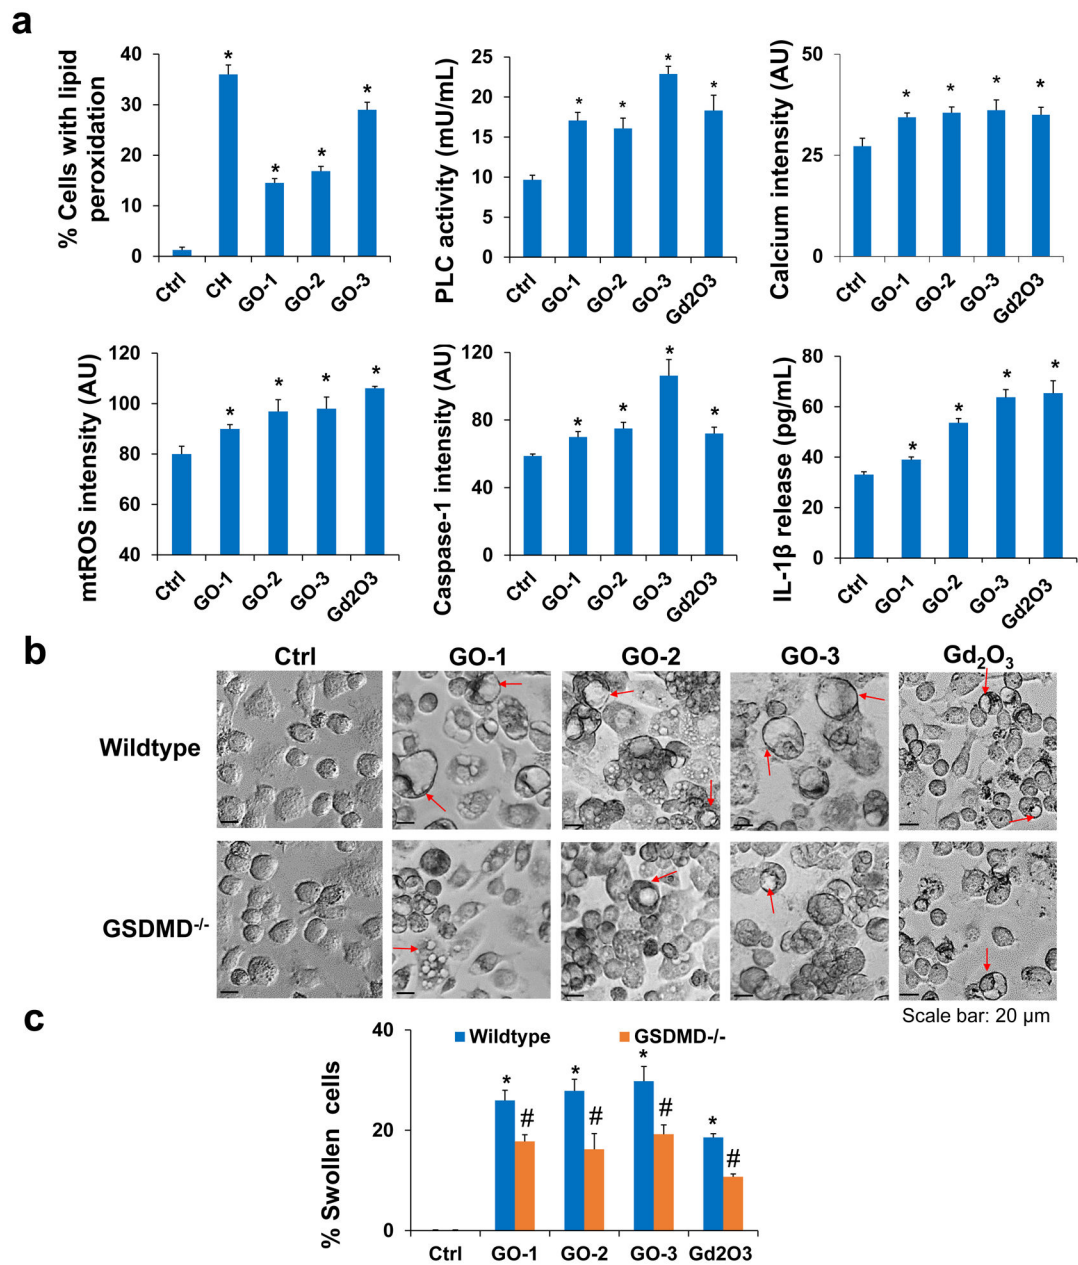 a
% Cells with lipid
peroxidation
40
30
20
10
0
*
*
*
*
Ctrl
CH
GO-1
GO-2
GO-3
PLC activity (mU/mL)
25
20
15
10
5
0
*
*
*
*
Ctrl
GO-1
GO-2
GO-3
Gd2O3
Calcium intensity (AU)
50
25
0
*
*
*
*
Ctrl
GO-1
GO-2
GO-3
Gd2O3
mtROS intensity (AU)
120
100
80
60
40
*
*
*
*
Ctrl
GO-1
GO-2
GO-3
Gd2O3
Caspase-1 intensity (AU)
120
80
40
0
*
*
*
*
Ctrl
GO-1
GO-2
GO-3
Gd2O3
IL-1β release (pg/mL)
80
60
40
20
0
*
*
*
*
Ctrl
GO-1
GO-2
GO-3
Gd2O3
b
Ctrl GO-1 GO-2 GO-3 Gd₂O₃
Wildtype
GSDMD⁻/⁻
Scale bar: 20 µm
c
% Swollen cells
40
20
0
Wildtype GSDMD-/-
* #
* #
* #
* #
Ctrl GO-1 GO-2 GO-3 Gd2O3